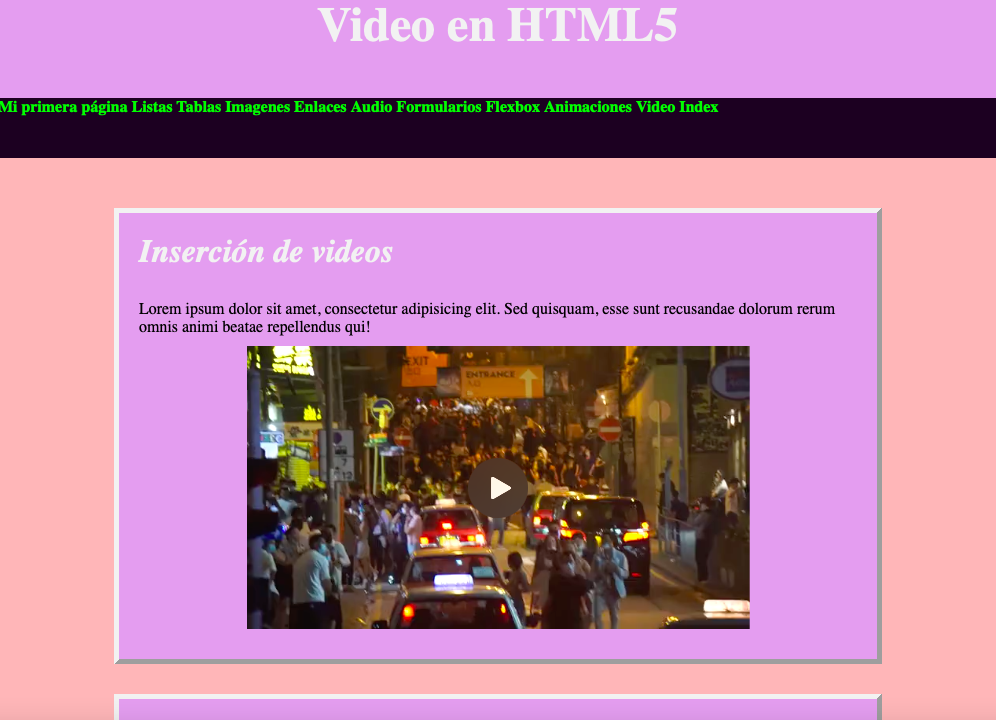 Video en HTML5
Mi primera página Listas Tablas Imagenes Enlaces Audio Formularios Flexbox Animaciones Video Index
Inserción de videos
Lorem ipsum dolor sit amet, consectetur adipisicing elit. Sed quisquam, esse sunt recusandae dolorum rerum
omnis animi beatae repellendus qui!
EXIT
ENTRANCE